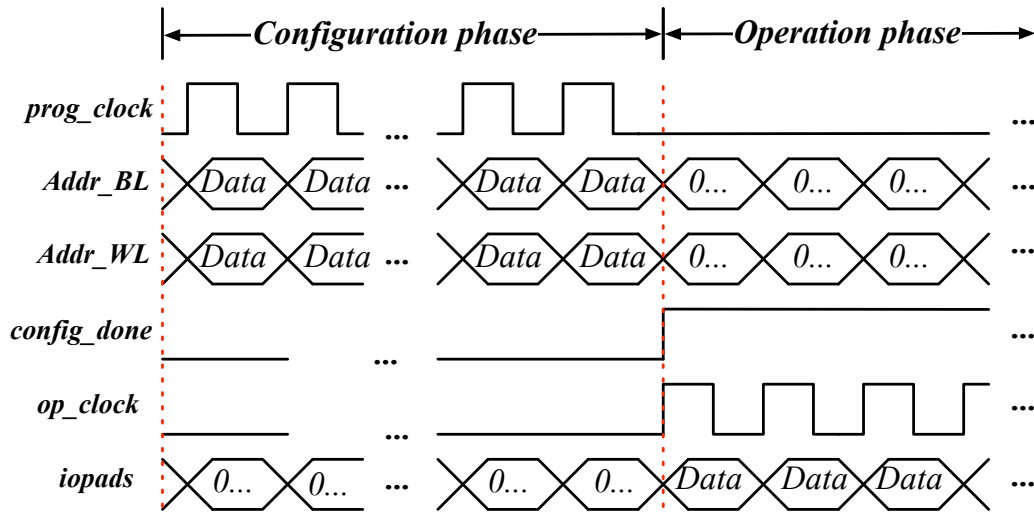 Configuration phase Operation phase
prog_clock ... ...
Addr_BL Data Data ... Data Data 0... 0... 0... ...
Addr_WL Data Data ... Data Data 0... 0... 0... ...
config_done ... ...
op_clock ... ...
iopads 0... 0... ... 0... 0... Data Data Data ...